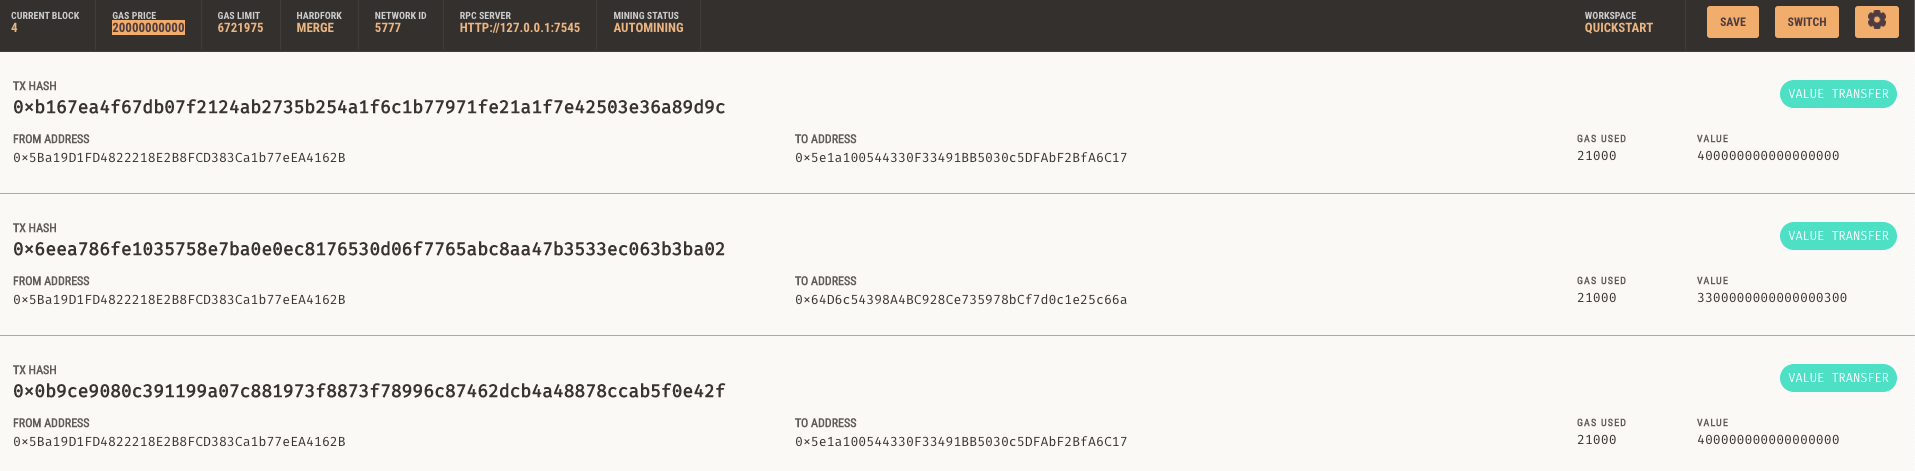 CURRENT BLOCK GAS PRICE GAS LIMIT HARDFORK NETWORK ID RPC SERVER MINING STATUS WORKSPACE
4 20000000000 6721975 MERGE 5777 HTTP://127.0.0.1:7545 AUTOMINING QUICKSTART SAVE SWITCH
TX HASH
0×b167ea4f67db07f2124ab2735b254a1f6c1b77971fe21a1f7e42503e36a89d9c VALUE TRANSFER
FROM ADDRESS TO ADDRESS GAS USED VALUE
0×5Ba19D1FD4822218E2B8FCD383Ca1b77eEA4162B 0×5e1a100544330F33491BB5030c5DFAbF2BfA6C17 21000 400000000000000000
TX HASH
0×6eea786fe1035758e7ba0e0ec8176530d06f7765abc8aa47b3533ec063b3ba02 VALUE TRANSFER
FROM ADDRESS TO ADDRESS GAS USED VALUE
0×5Ba19D1FD4822218E2B8FCD383Ca1b77eEA4162B 0×64D6c54398A4BC928Ce735978bCf7d0c1e25c66a 21000 3300000000000000300
TX HASH
0×0b9ce9080c391199a07c881973f8873f78996c87462dcb4a48878ccab5f0e42f VALUE TRANSFER
FROM ADDRESS TO ADDRESS GAS USED VALUE
0×5Ba19D1FD4822218E2B8FCD383Ca1b77eEA4162B 0×5e1a100544330F33491BB5030c5DFAbF2BfA6C17 21000 400000000000000000